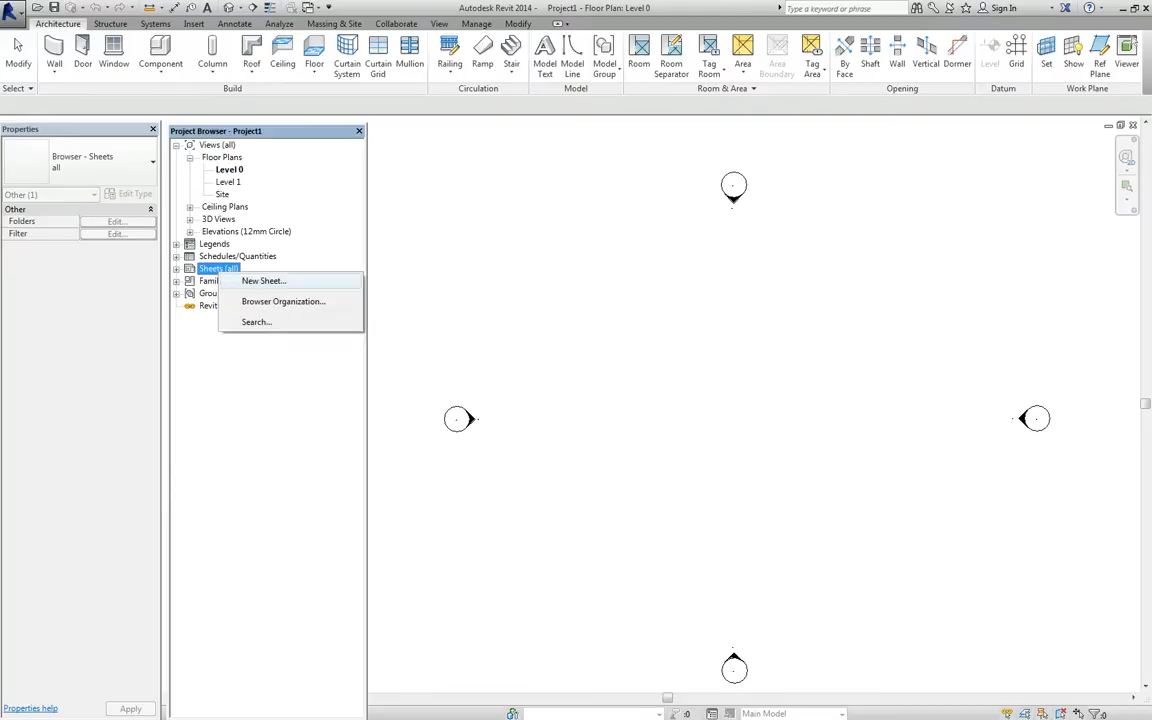 Autodesk Revit 2014 - Project1 - Floor Plan: Level 0
Type a keyword or phrase
Sign In
Architecture Structure Systems Insert Annotate Analyze Massing & Site Collaborate View Manage Modify
Modify Wall Door Window Component Column Roof Ceiling Floor Curtain System Curtain Grid Mullion Railing Ramp Stair Model Text Model Line Model Group Room Room Separator Tag Room Area Area Boundary Tag Area By Face Shaft Wall Vertical Dormer Level Grid Set Show Ref Plane Viewer
Select Build Circulation Model Room & Area Opening Datum Work Plane
Properties
Browser - Sheets
all
Other (1) Edit Type
Other
Folders Edit...
Filter Edit...
Properties help Apply
Project Browser - Project1
Views (all)
Floor Plans
Level 0
Level 1
Site
Ceiling Plans
3D Views
Elevations (12mm Circle)
Legends
Schedules/Quantities
Sheets (all)
Famil
Grou
Revit
New Sheet...
Browser Organization...
Search...
:0 Main Model :0